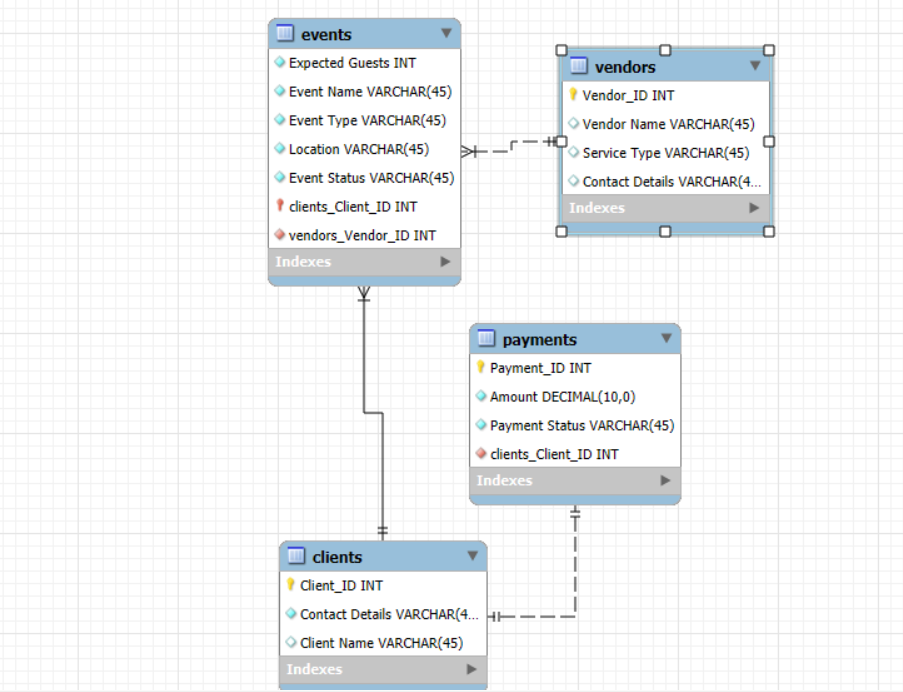 events
Expected Guests INT
Event Name VARCHAR(45)
Event Type VARCHAR(45)
Location VARCHAR(45)
Event Status VARCHAR(45)
clients_Client_ID INT
vendors_Vendor_ID INT
Indexes
vendors
Vendor_ID INT
Vendor Name VARCHAR(45)
Service Type VARCHAR(45)
Contact Details VARCHAR(4...
Indexes
payments
Payment_ID INT
Amount DECIMAL(10,0)
Payment Status VARCHAR(45)
clients_Client_ID INT
Indexes
clients
Client_ID INT
Contact Details VARCHAR(4...
Client Name VARCHAR(45)
Indexes